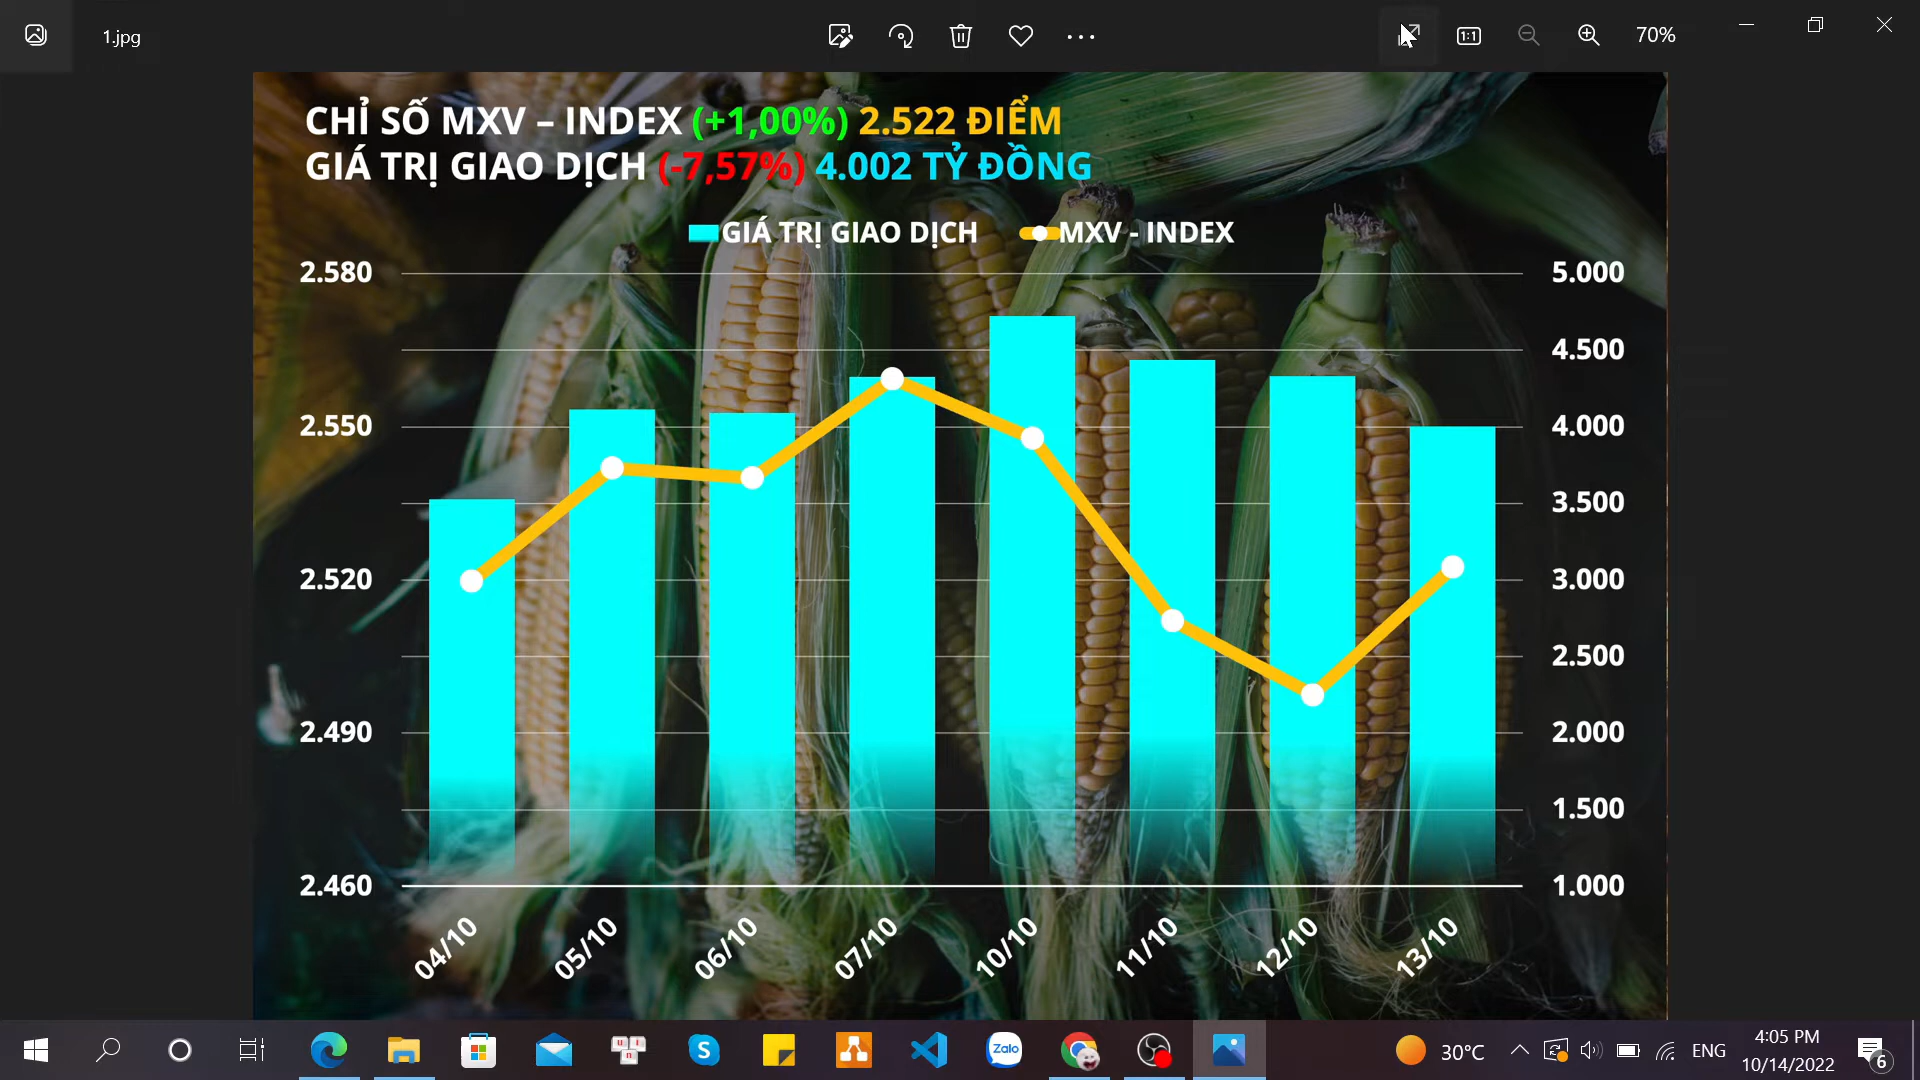 1.jpg
1:1
70%
CHỈ SỐ MXV – INDEX (+1,00%) 2.522 ĐIỂM
GIÁ TRỊ GIAO DỊCH (-7,57%) 4.002 TỶ ĐỒNG
GIÁ TRỊ GIAO DỊCH MXV - INDEX
2.580 5.000
4.500
2.550 4.000
3.500
2.520 3.000
2.500
2.490 2.000
1.500
2.460 1.000
04/10 05/10 06/10 07/10 10/10 11/10 12/10 13/10
Zalo
30°C
ENG
4:05 PM
10/14/2022
6